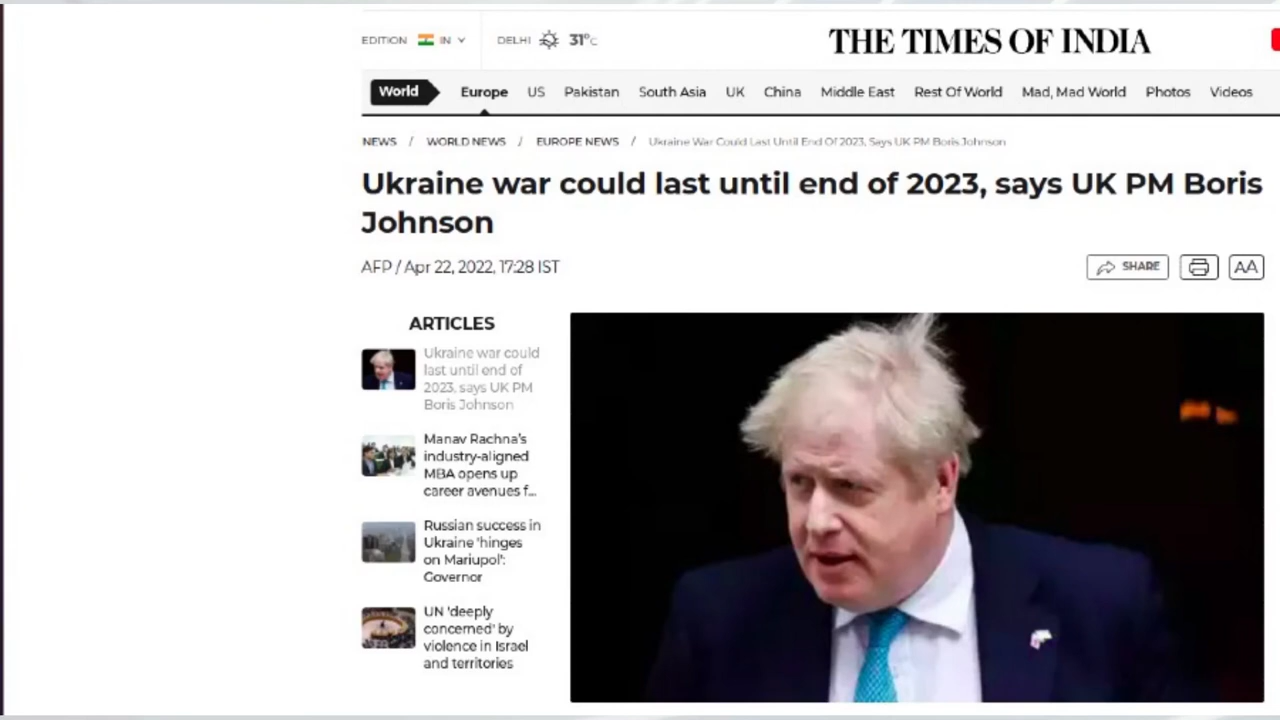 EDITION IN DELHI 31°C
THE TIMES OF INDIA
World Europe US Pakistan South Asia UK China Middle East Rest Of World Mad, Mad World Photos Videos
NEWS / WORLD NEWS / EUROPE NEWS / Ukraine War Could Last Until End Of 2023, Says UK PM Boris Johnson
Ukraine war could last until end of 2023, says UK PM Boris
Johnson
AFP / Apr 22, 2022, 17:28 IST
SHARE AA
ARTICLES
Ukraine war could
last until end of
2023, says UK PM
Boris Johnson
Manav Rachna's
industry-aligned
MBA opens up
career avenues f...
Russian success in
Ukraine 'hinges
on Mariupol':
Governor
UN 'deeply
concerned' by
violence in Israel
and territories